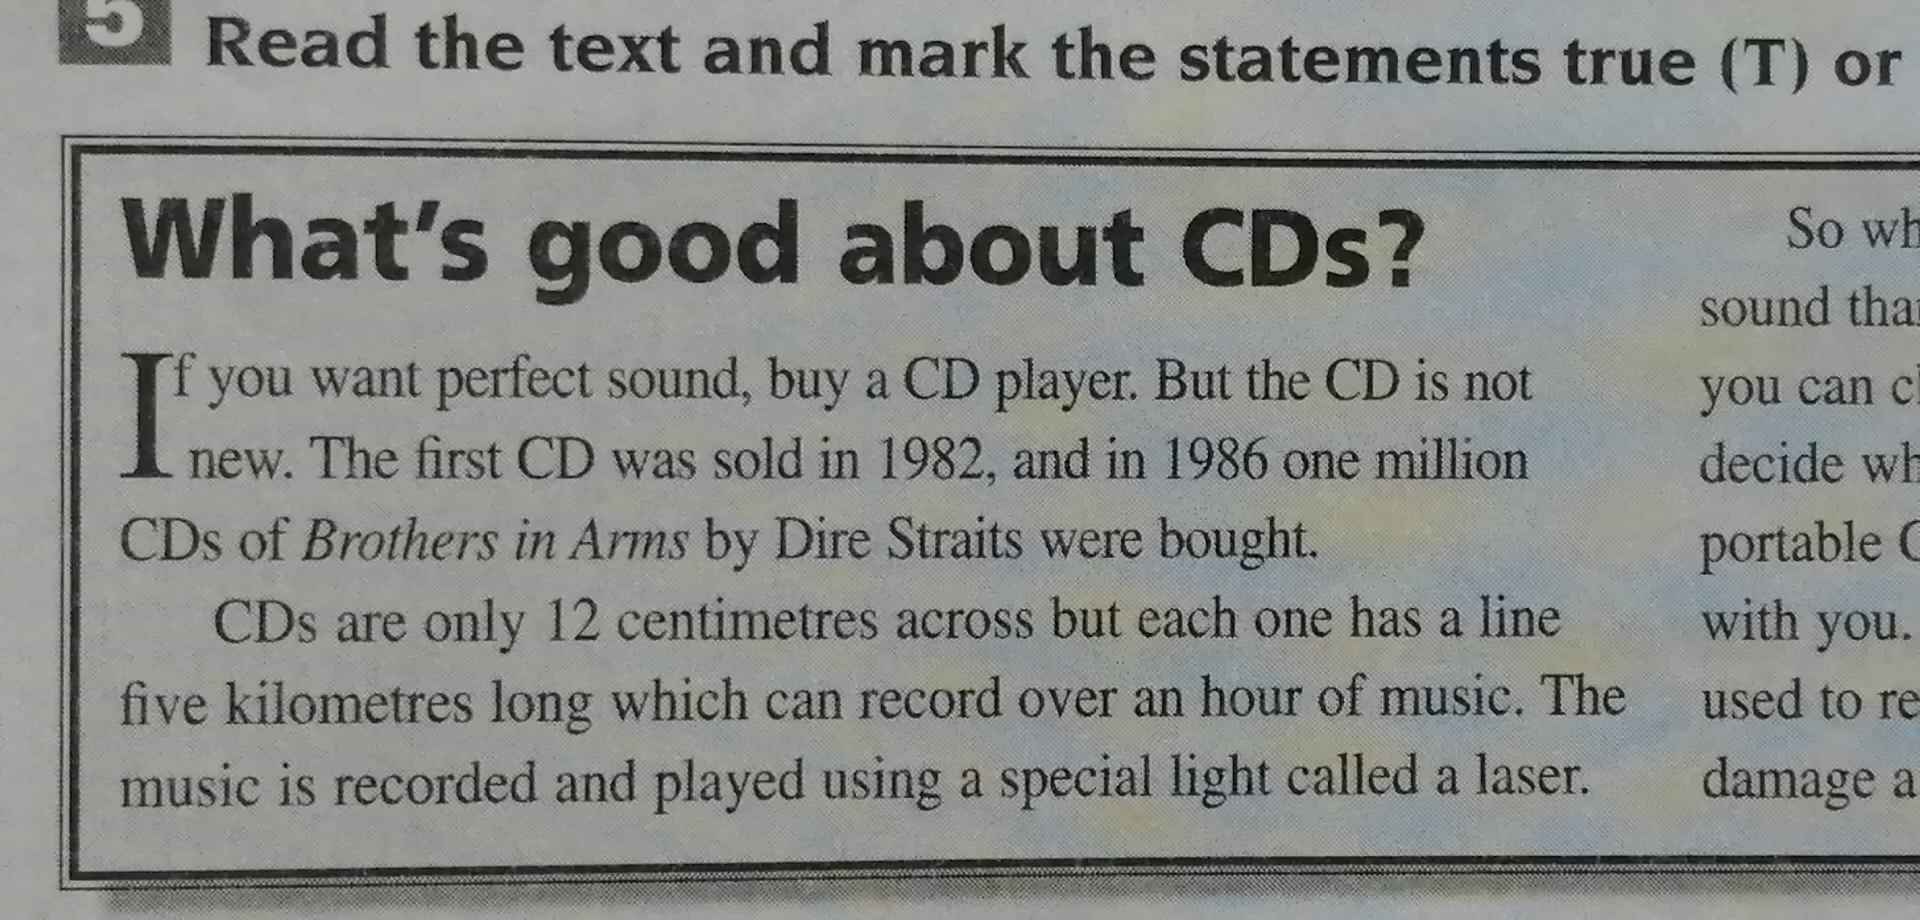 5 Read the text and mark the statements true (T) or
What's good about CDs?
If you want perfect sound, buy a CD player. But the CD is not
new. The first CD was sold in 1982, and in 1986 one million
CDs of Brothers in Arms by Dire Straits were bought.
CDs are only 12 centimetres across but each one has a line
five kilometres long which can record over an hour of music. The
music is recorded and played using a special light called a laser.
So
sound
you can
decide
portable
with you.
used to
damage